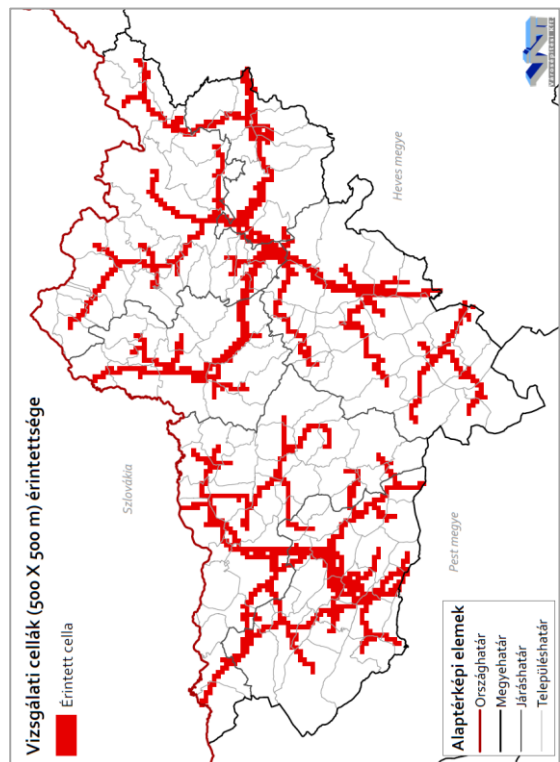 Vizsgálati cellák (500 X 500 m) érintettsége
Érintett cella
Szlovákia
Heves megye
Pest megye
Alaptérképi elemek
Országhatár
Megyehatár
Járáshatár
Településhatár